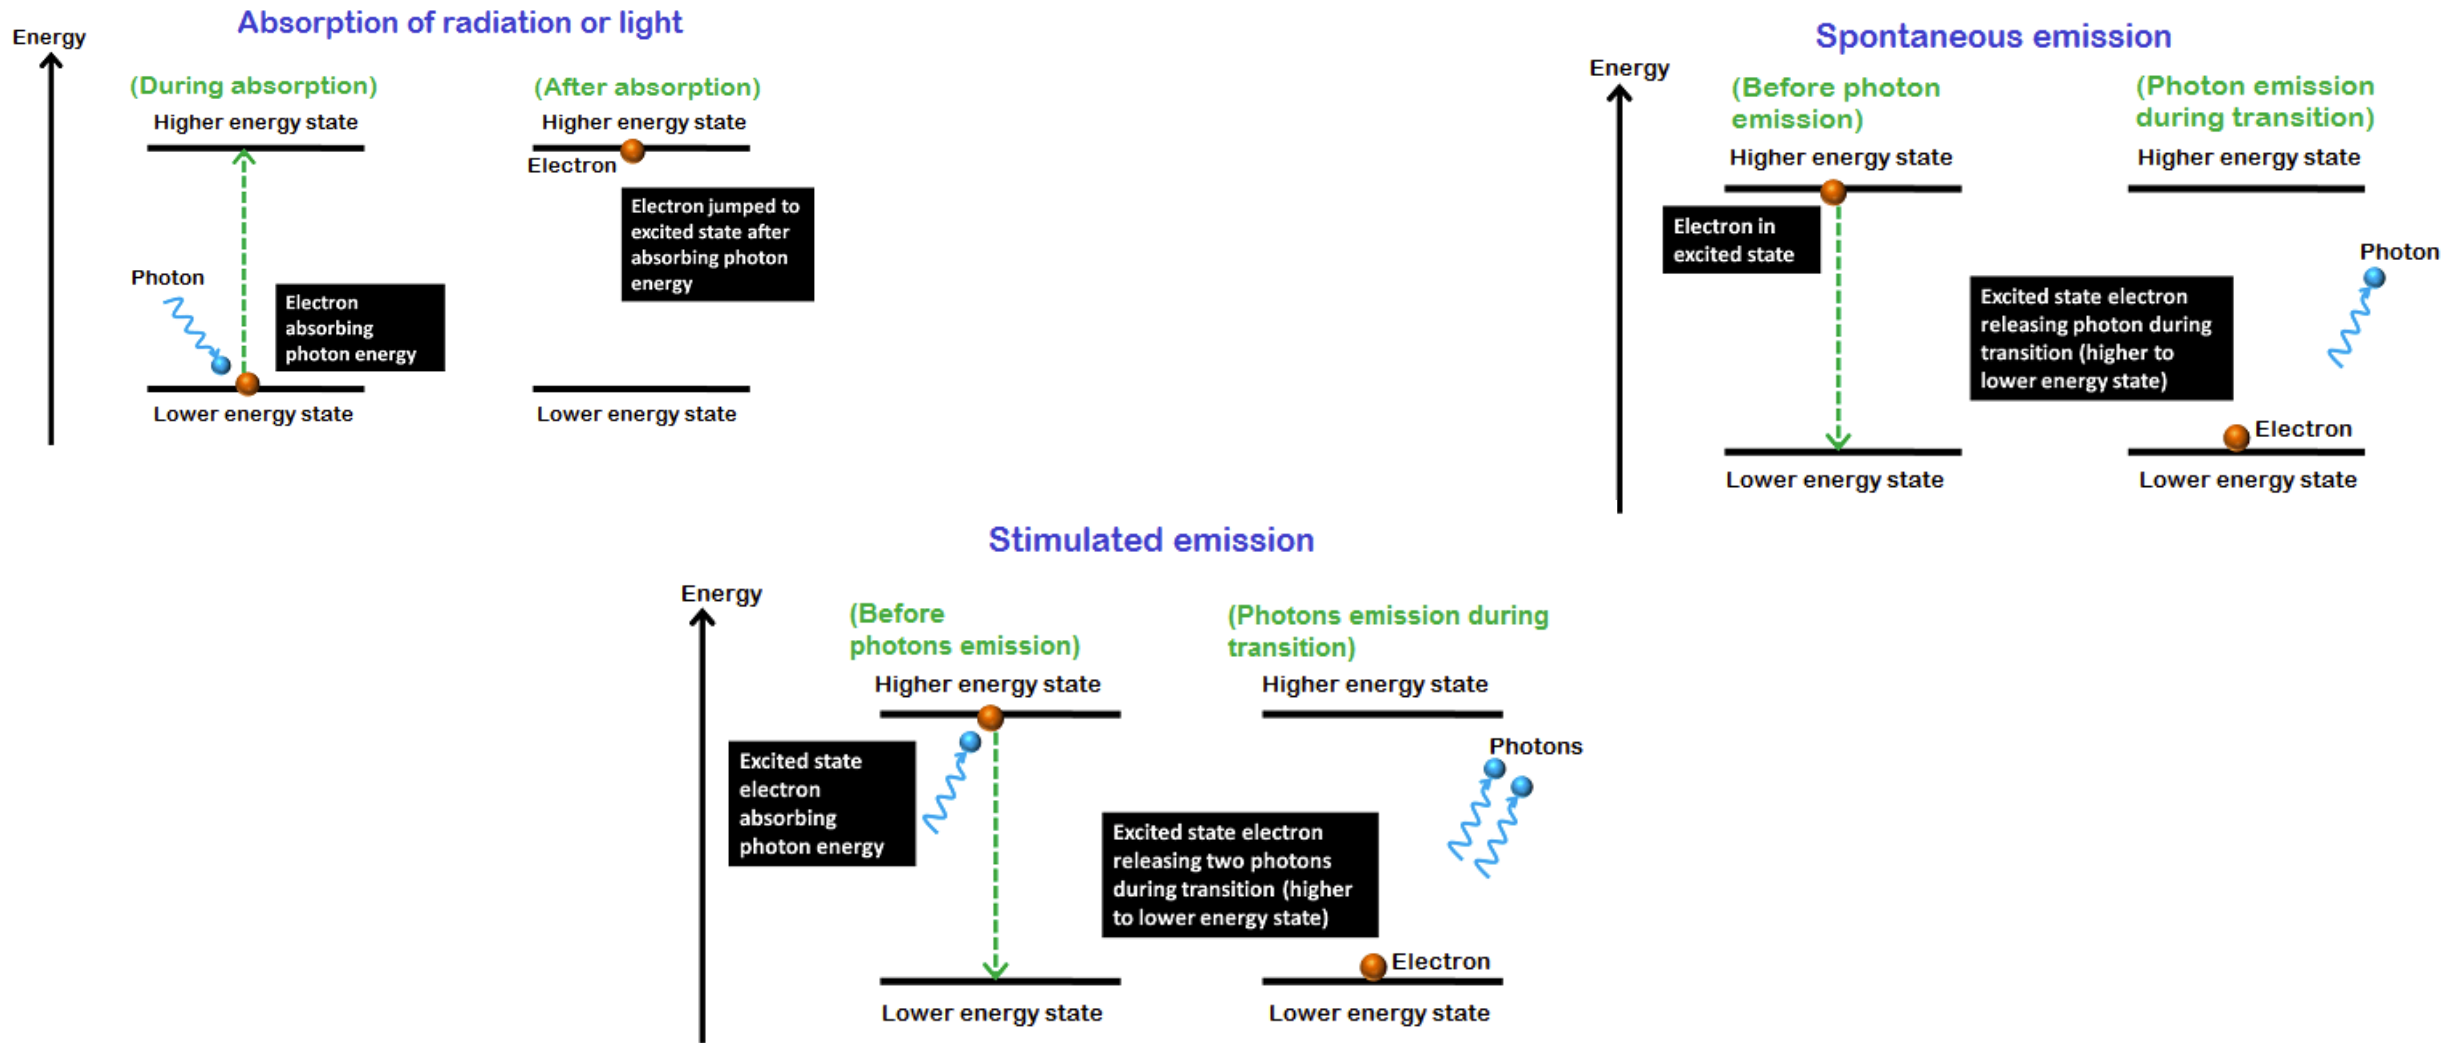 Absorption of radiation or light
Energy
(During absorption)
Higher energy state
Photon
Electron
absorbing
photon energy
Lower energy state
(After absorption)
Higher energy state
Electron
Electron jumped to
excited state after
absorbing photon
energy
Lower energy state
Spontaneous emission
Energy
(Before photon
emission)
Higher energy state
Electron in
excited state
Lower energy state
(Photon emission
during transition)
Higher energy state
Photon
Excited state electron
releasing photon during
transition (higher to
lower energy state)
Electron
Lower energy state
Stimulated emission
Energy
(Before
photons emission)
Higher energy state
Excited state
electron
absorbing
photon energy
Lower energy state
(Photons emission during
transition)
Higher energy state
Photons
Excited state electron
releasing two photons
during transition (higher
to lower energy state)
Electron
Lower energy state